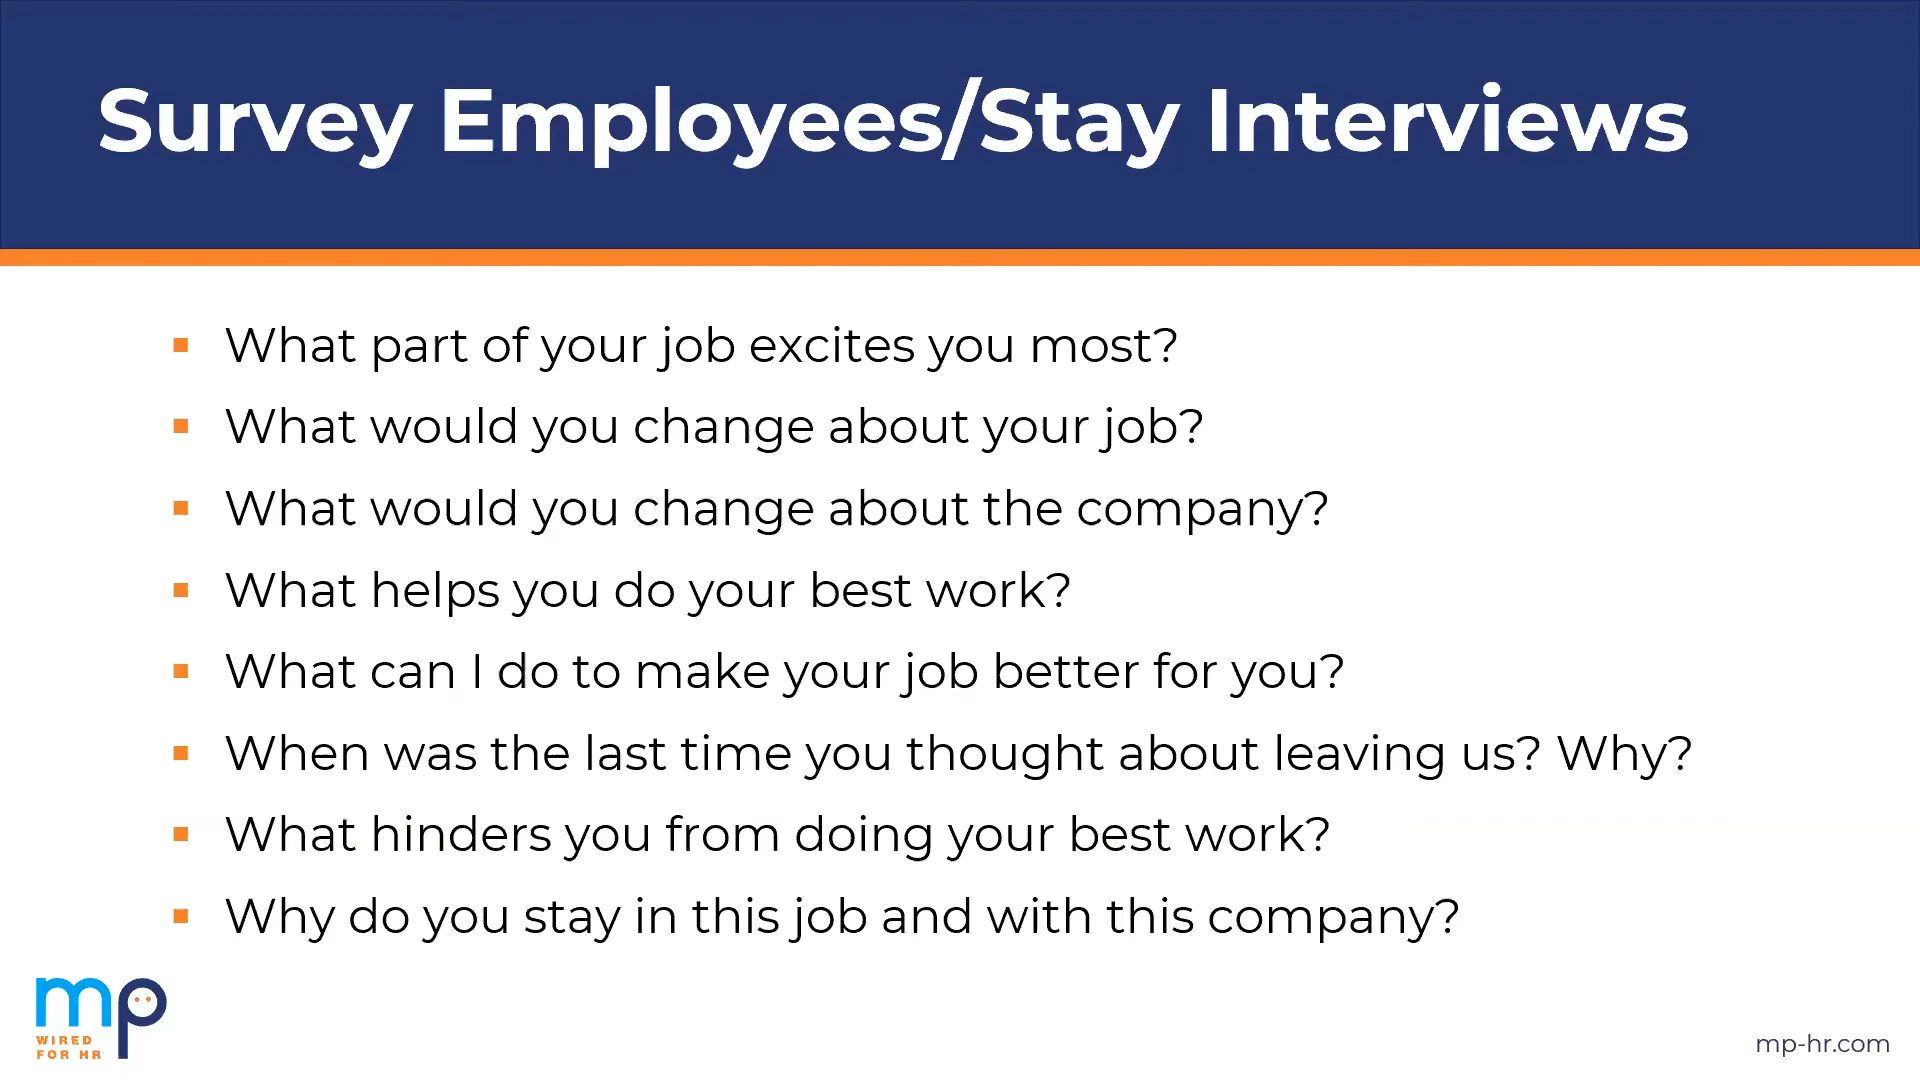 Survey Employees/Stay Interviews
What part of your job excites you most?
What would you change about your job?
What would you change about the company?
What helps you do your best work?
What can I do to make your job better for you?
When was the last time you thought about leaving us? Why?
What hinders you from doing your best work?
Why do you stay in this job and with this company?
mp
WIRED
FOR HR
mp-hr.com